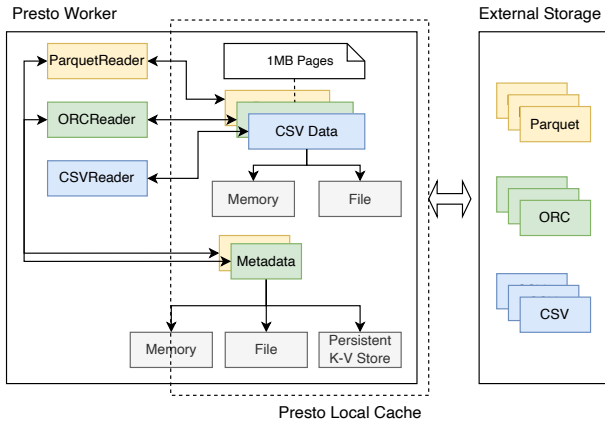 Presto Worker
External Storage
ParquetReader
1MB Pages
ORCReader
CSV Data
CSVReader
Memory
File
Metadata
Memory
File
Persistent
K-V Store
Parquet
ORC
CSV
Presto Local Cache